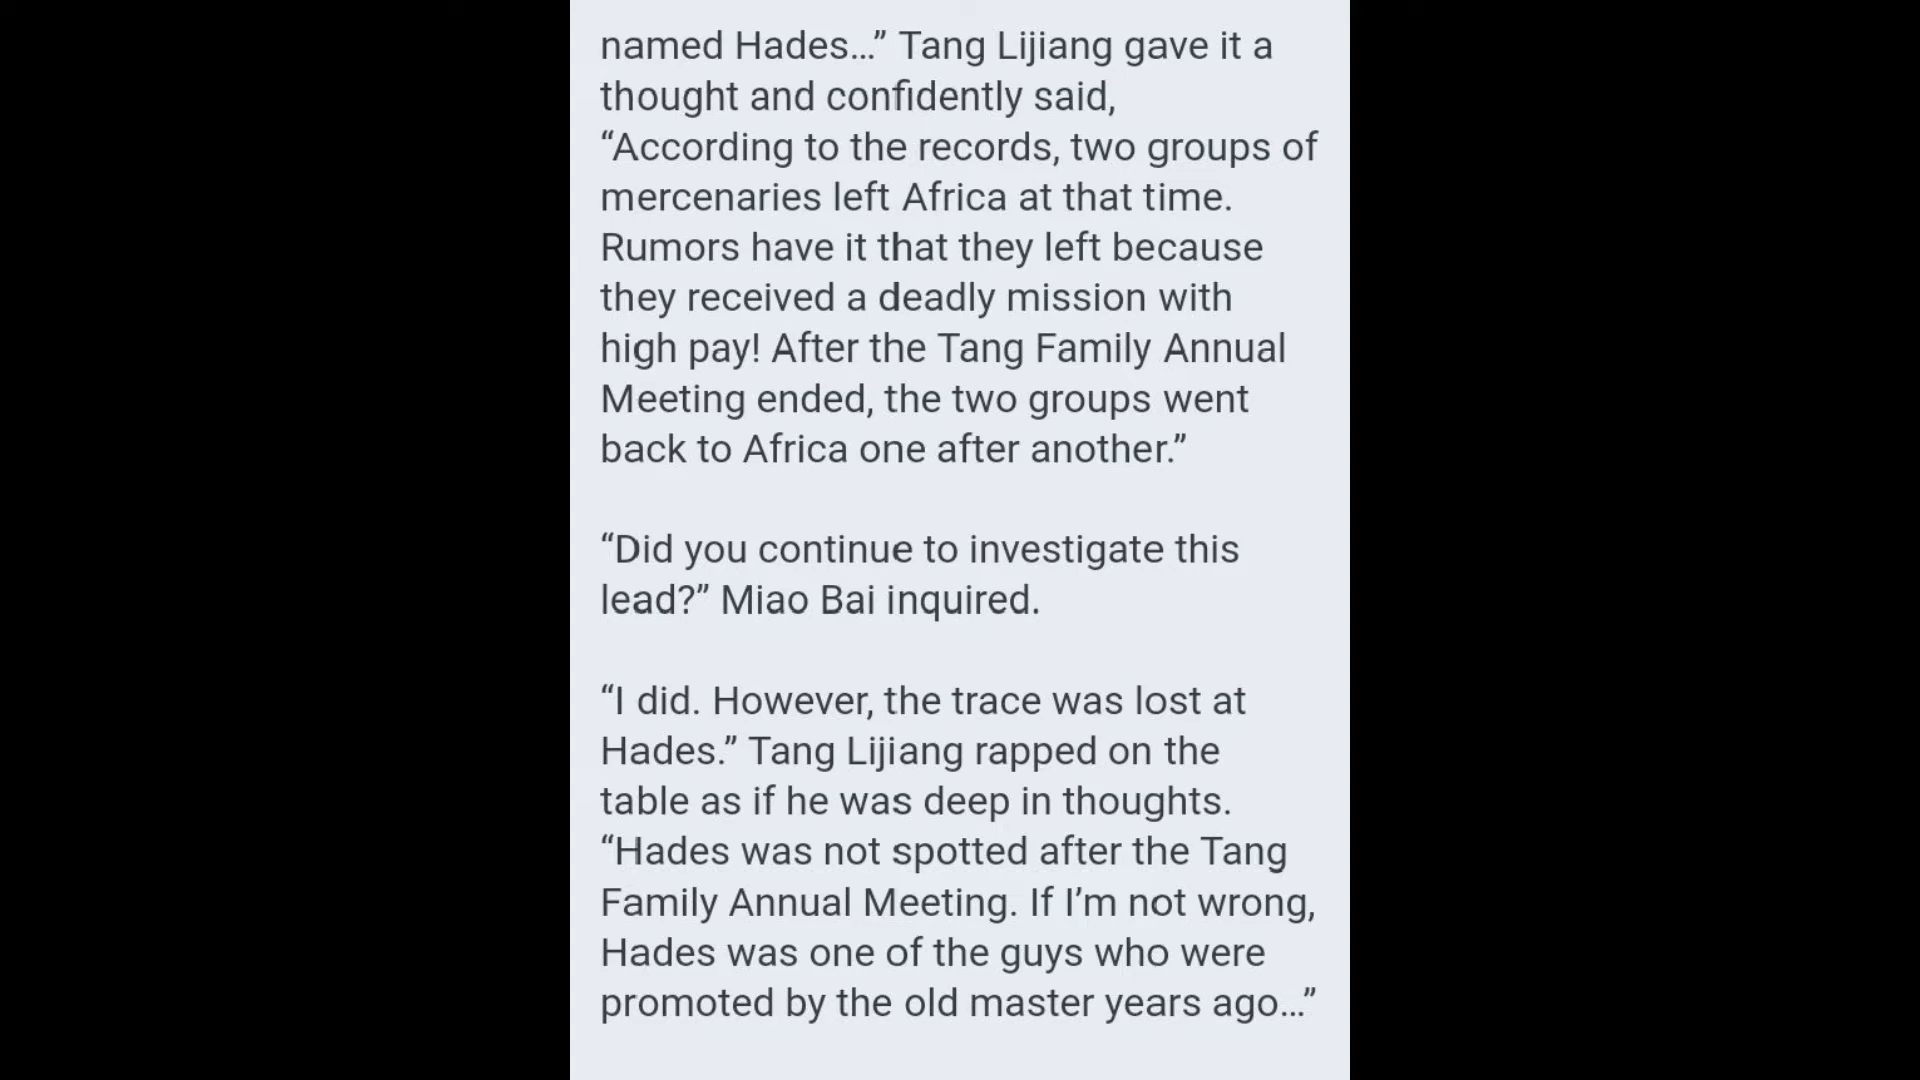 named Hades…” Tang Lijiang gave it a
thought and confidently said,
“According to the records, two groups of
mercenaries left Africa at that time.
Rumors have it that they left because
they received a deadly mission with
high pay! After the Tang Family Annual
Meeting ended, the two groups went
back to Africa one after another.”
“Did you continue to investigate this
lead?” Miao Bai inquired.
“I did. However, the trace was lost at
Hades.” Tang Lijiang rapped on the
table as if he was deep in thoughts.
“Hades was not spotted after the Tang
Family Annual Meeting. If I’m not wrong,
Hades was one of the guys who were
promoted by the old master years ago…”